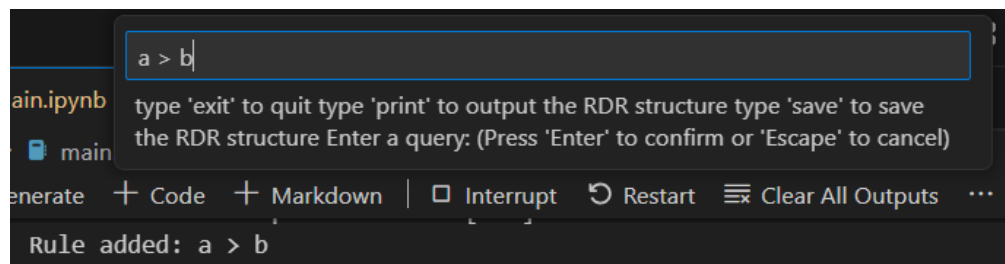 a > b
ain.ipynb
type 'exit' to quit type 'print' to output the RDR structure type 'save' to save
the RDR structure Enter a query: (Press 'Enter' to confirm or 'Escape' to cancel)
main
enerate + Code + Markdown | Interrupt Restart Clear All Outputs ...
Rule added: a > b